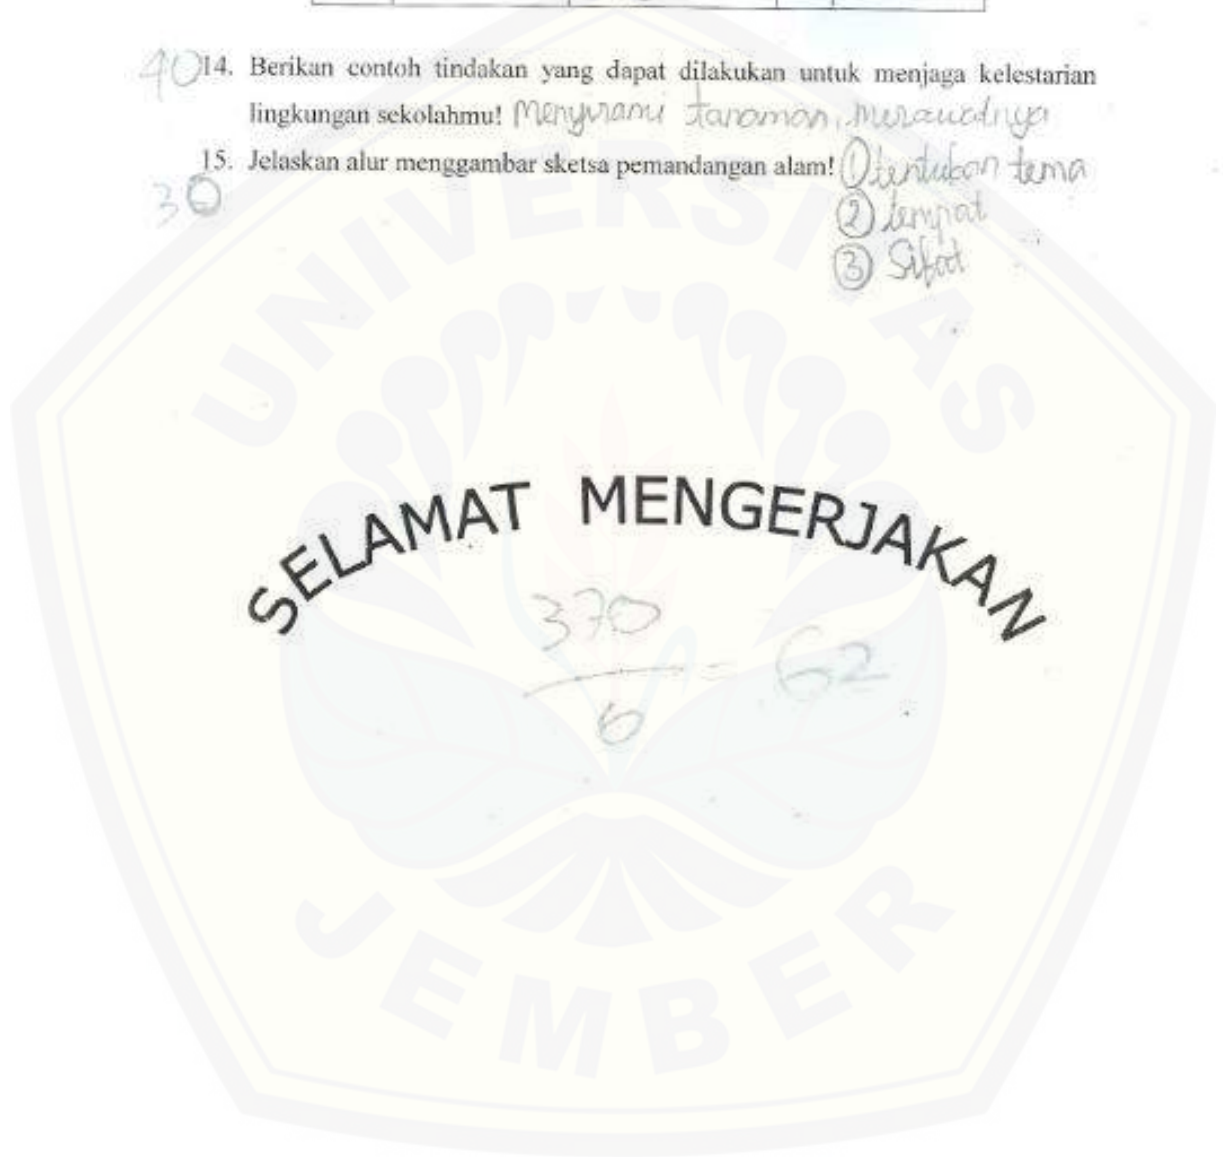 40 14. Berikan contoh tindakan yang dapat dilakukan untuk menjaga kelestarian
lingkungan sekolahmu! Menyirami tanaman, merawatnya
15. Jelaskan alur menggambar sketsa pemandangan alam! ① tentukan tema
30 ② tempat
③ Sifat
UNIVERSITAS
SELAMAT MENGERJAKAN
370
6 = 62
JEMBER